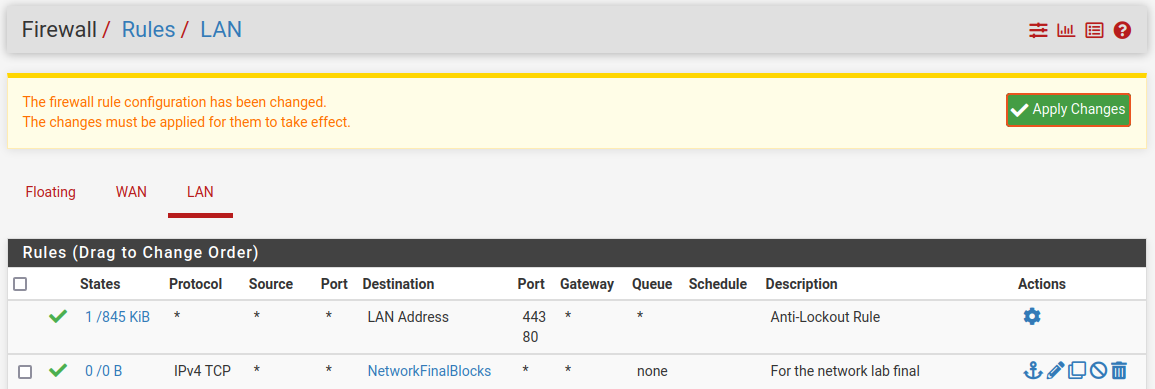 Firewall / Rules / LAN
The firewall rule configuration has been changed.
The changes must be applied for them to take effect.
Apply Changes
Floating WAN LAN
Rules (Drag to Change Order)
States Protocol Source Port Destination Port Gateway Queue Schedule Description Actions
1 /845 KiB * * * LAN Address 443 * * Anti-Lockout Rule
80
0 /0 B IPv4 TCP * * NetworkFinalBlocks * * none For the network lab final